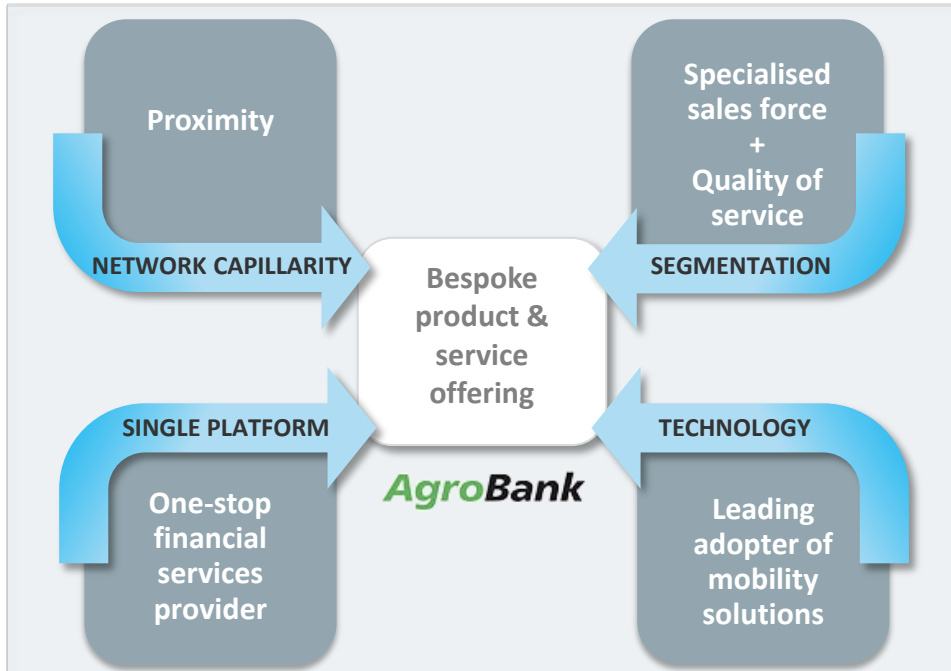 Proximity
NETWORK CAPILLARITY
Specialised
sales force
+
Quality of
service
SEGMENTATION
Bespoke
product &
service
offering
SINGLE PLATFORM
One-stop
financial
services
provider
AgroBank
TECHNOLOGY
Leading
adopter of
mobility
solutions